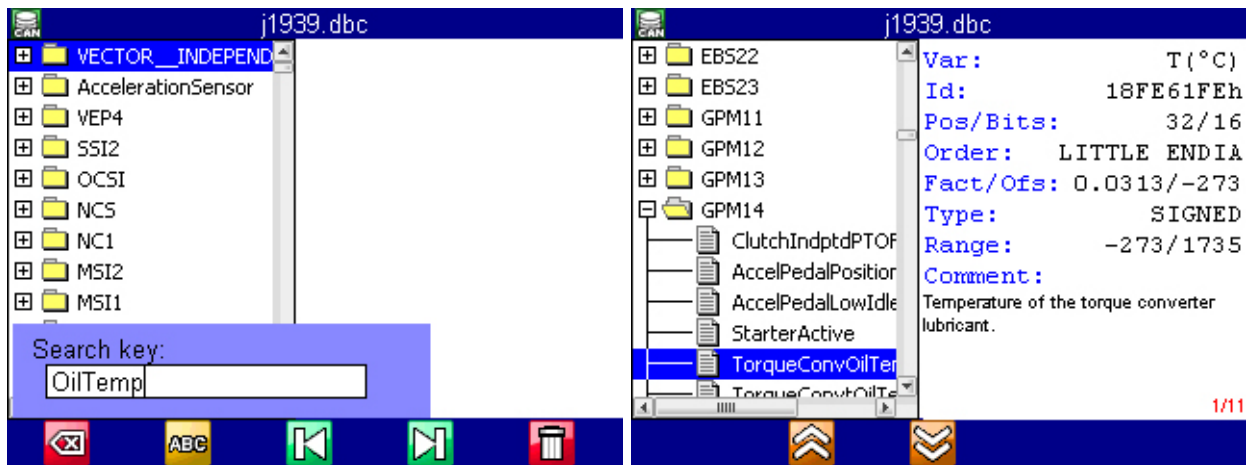 CAN
j1939.dbc
VECTOR__INDEPEND
AccelerationSensor
VEP4
SSI2
OCSI
NCS
NC1
MSI2
MSI1
Search key:
OilTemp
ABC
CAN
j1939.dbc
EBS22
EBS23
GPM11
GPM12
GPM13
GPM14
ClutchIndptdPTOF
AccelPedalPosition
AccelPedalLowIdle
StarterActive
TorqueConvOilTer
TorqueConvtOilTe
Var: T(°C)
Id: 18FE61FEh
Pos/Bits: 32/16
Order: LITTLE ENDIA
Fact/Ofs: 0.0313/-273
Type: SIGNED
Range: -273/1735
Comment:
Temperature of the torque converter
lubricant.
1/11